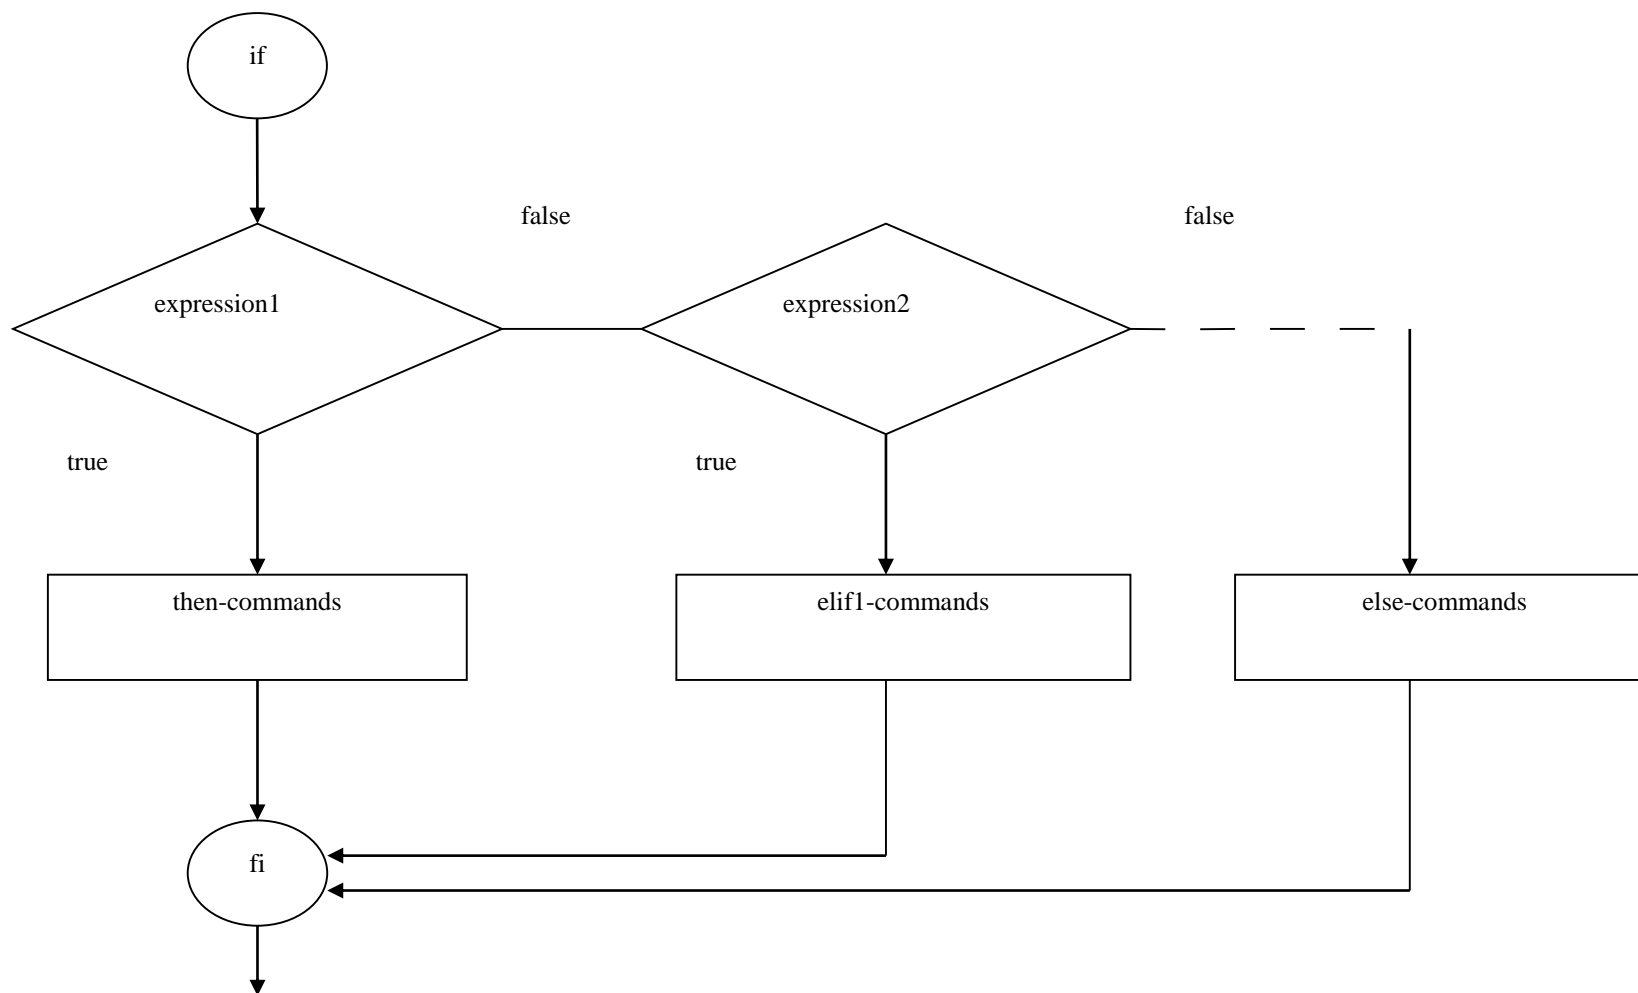 if
false
false
expression1
expression2
true
true
then-commands
elif1-commands
else-commands
fi